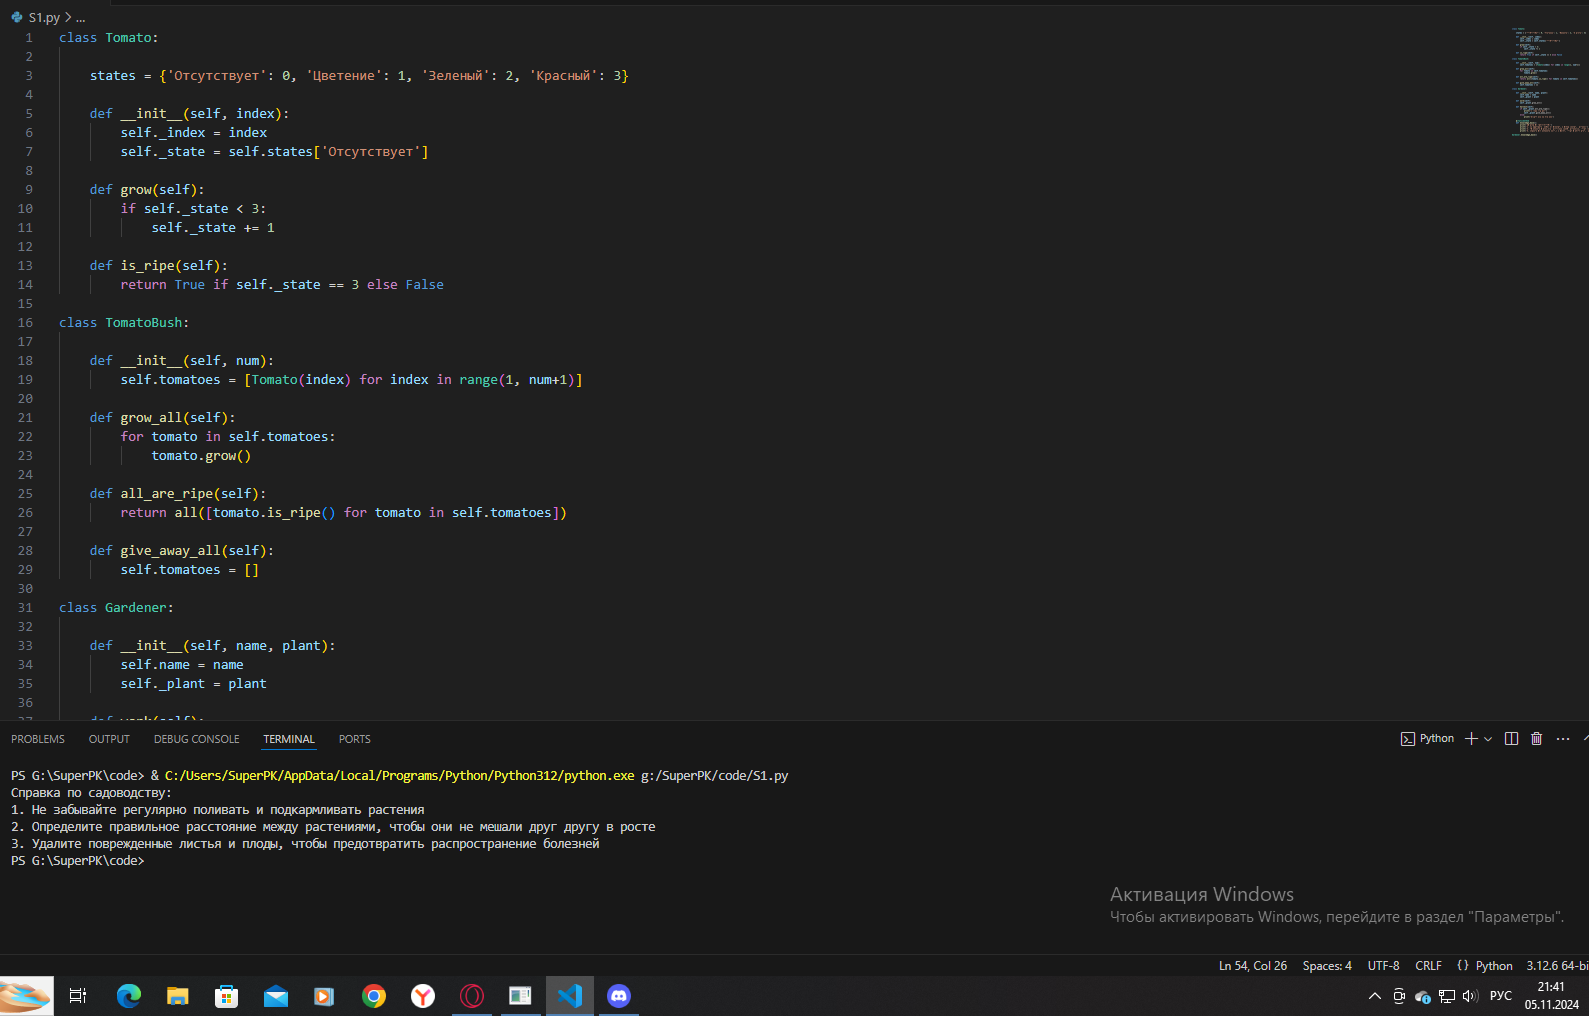 S1.py > ...
1 class Tomato:
2
3 states = {'Отсутствует': 0, 'Цветение': 1, 'Зеленый': 2, 'Красный': 3}
4
5 def __init__(self, index):
6 self._index = index
7 self._state = self.states['Отсутствует']
8
9 def grow(self):
10 if self._state < 3:
11 self._state += 1
12
13 def is_ripe(self):
14 return True if self._state == 3 else False
15
16 class TomatoBush:
17
18 def __init__(self, num):
19 self.tomatoes = [Tomato(index) for index in range(1, num+1)]
20
21 def grow_all(self):
22 for tomato in self.tomatoes:
23 tomato.grow()
24
25 def all_are_ripe(self):
26 return all([tomato.is_ripe() for tomato in self.tomatoes])
27
28 def give_away_all(self):
29 self.tomatoes = []
30
31 class Gardener:
32
33 def __init__(self, name, plant):
34 self.name = name
35 self._plant = plant
36
37 def work(self):
PROBLEMS OUTPUT DEBUG CONSOLE TERMINAL PORTS Python
PS G:\SuperPK\code> & C:/Users/SuperPK/AppData/Local/Programs/Python/Python312/python.exe g:/SuperPK/code/S1.py
Справка по садоводству:
1. Не забывайте регулярно поливать и подкармливать растения
2. Определите правильное расстояние между растениями, чтобы они не мешали друг другу в росте
3. Удалите поврежденные листья и плоды, чтобы предотвратить распространение болезней
PS G:\SuperPK\code>
Активация Windows
Чтобы активировать Windows, перейдите в раздел "Параметры".
Ln 54, Col 26 Spaces: 4 UTF-8 CRLF {} Python 3.12.6 64-bi
РУС
21:41
05.11.2024